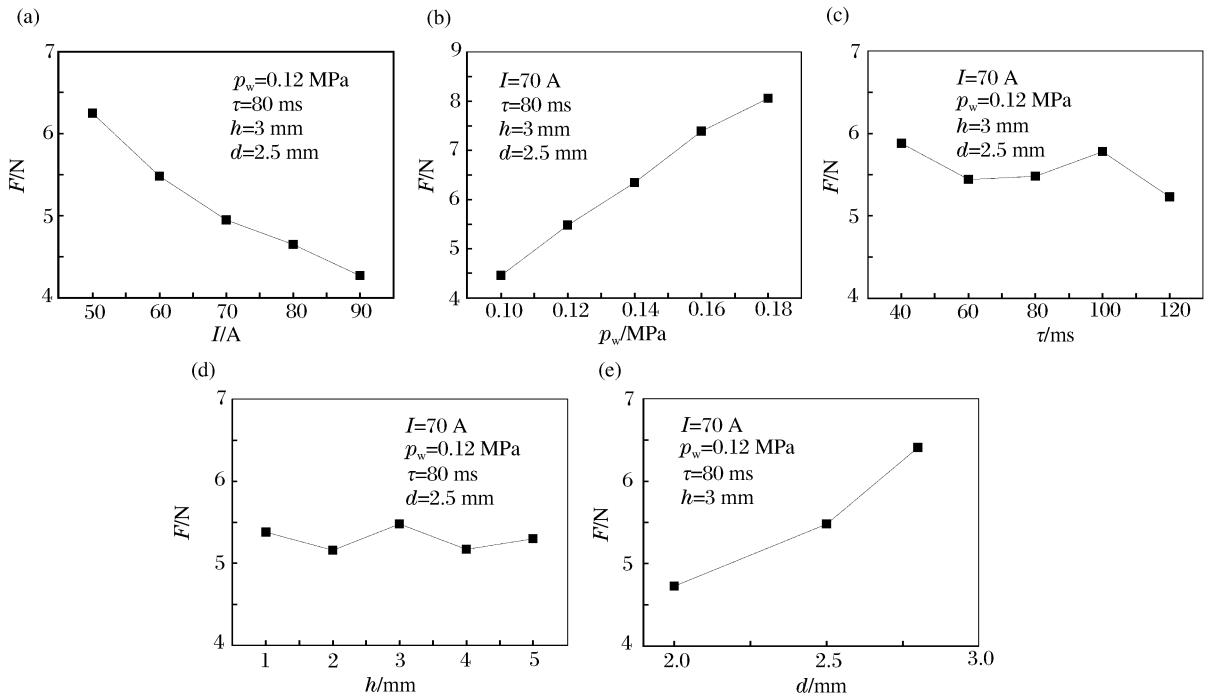 (a)
7
6
5
4
F/N
p_w=0.12 MPa
τ=80 ms
h=3 mm
d=2.5 mm
50 60 70 80 90
I/A
(b)
9
8
7
6
5
4
F/N
I=70 A
τ=80 ms
h=3 mm
d=2.5 mm
0.10 0.12 0.14 0.16 0.18
p_w/MPa
(c)
7
6
5
4
F/N
I=70 A
p_w=0.12 MPa
h=3 mm
d=2.5 mm
40 60 80 100 120
τ/ms
(d)
7
6
5
4
F/N
I=70 A
p_w=0.12 MPa
τ=80 ms
d=2.5 mm
1 2 3 4 5
h/mm
(e)
7
6
5
4
F/N
I=70 A
p_w=0.12 MPa
τ=80 ms
h=3 mm
2.0 2.5 3.0
d/mm